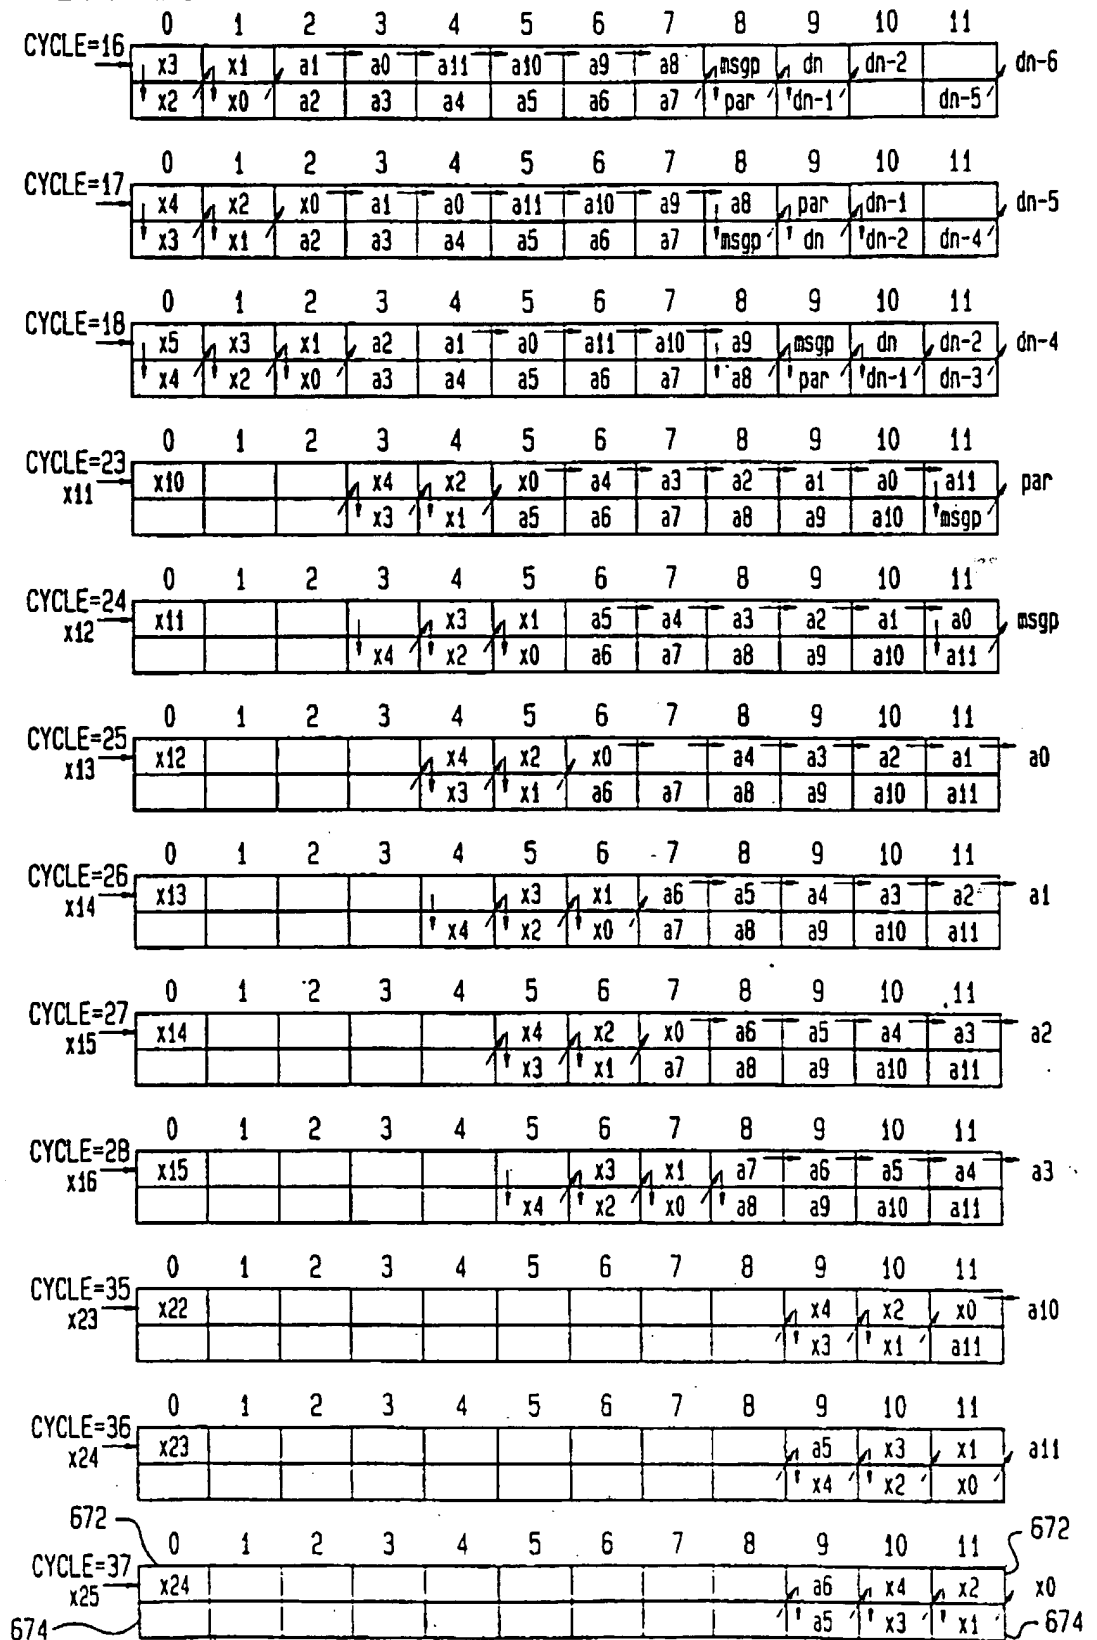 0 1 2 3 4 5 6 7 8 9 10 11
CYCLE=16
x3 x1 a1 a0 a11 a10 a9 a8 msgp dn dn-2 dn-6
x2 x0 a2 a3 a4 a5 a6 a7 par dn-1 dn-5
0 1 2 3 4 5 6 7 8 9 10 11
CYCLE=17
x4 x2 x0 a1 a0 a11 a10 a9 a8 par dn-1 dn-5
x3 x1 a2 a3 a4 a5 a6 a7 msgp dn dn-2 dn-4
0 1 2 3 4 5 6 7 8 9 10 11
CYCLE=18
x5 x3 x1 a2 a1 a0 a11 a10 a9 msgp dn dn-2 dn-4
x4 x2 x0 a3 a4 a5 a6 a7 a8 par dn-1 dn-3
0 1 2 3 4 5 6 7 8 9 10 11
CYCLE=23
x11 x10 x4 x2 x0 a4 a3 a2 a1 a0 a11 par
x3 x1 a5 a6 a7 a8 a9 a10 msgp
0 1 2 3 4 5 6 7 8 9 10 11
CYCLE=24
x12 x11 x3 x1 a5 a4 a3 a2 a1 a0 msgp
x4 x2 x0 a6 a7 a8 a9 a10 a11
0 1 2 3 4 5 6 7 8 9 10 11
CYCLE=25
x13 x12 x4 x2 x0 a4 a3 a2 a1 a0
x3 x1 a6 a7 a8 a9 a10 a11
0 1 2 3 4 5 6 7 8 9 10 11
CYCLE=26
x14 x13 x3 x1 a6 a5 a4 a3 a2 a1
x4 x2 x0 a7 a8 a9 a10 a11
0 1 2 3 4 5 6 7 8 9 10 11
CYCLE=27
x15 x14 x4 x2 x0 a6 a5 a4 a3 a2
x3 x1 a7 a8 a9 a10 a11
0 1 2 3 4 5 6 7 8 9 10 11
CYCLE=28
x16 x15 x3 x1 a7 a6 a5 a4 a3
x4 x2 x0 a8 a9 a10 a11
0 1 2 3 4 5 6 7 8 9 10 11
CYCLE=35
x23 x22 x4 x2 x0 a10
x3 x1 a11
0 1 2 3 4 5 6 7 8 9 10 11
CYCLE=36
x24 x23 a5 x3 x1 a11
x4 x2 x0
672 0 1 2 3 4 5 6 7 8 9 10 11 672
CYCLE=37
x25 x24 a6 x4 x2 x0
674 a5 x3 x1 674